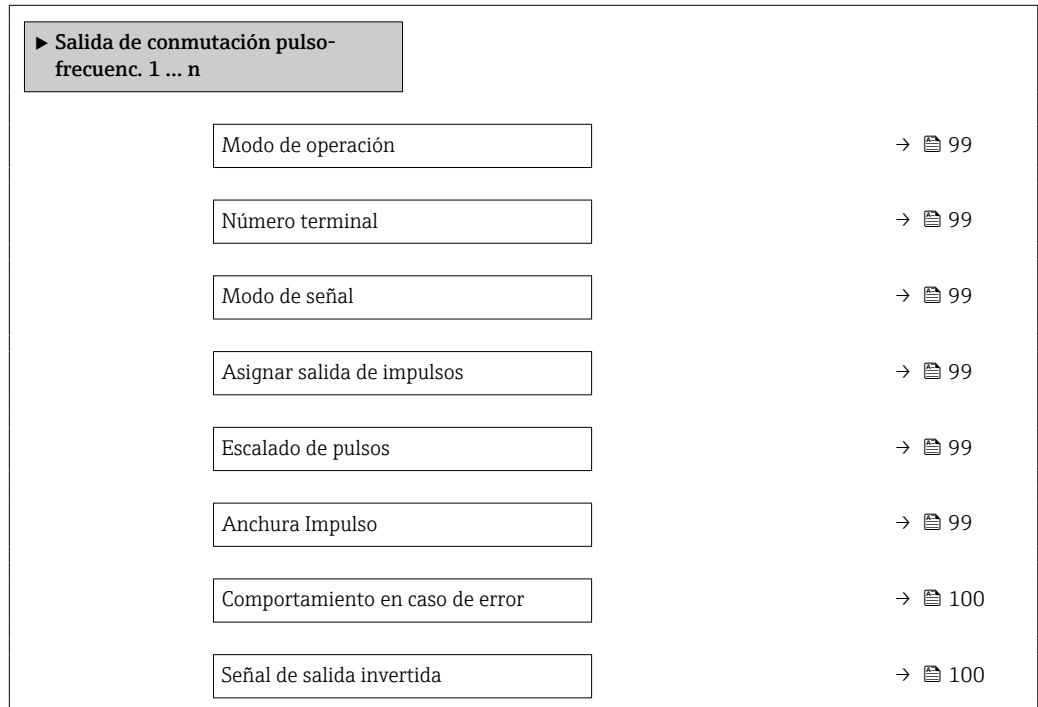 ▶ Salida de conmutación pulso-
frecuenc. 1 … n
Modo de operación → 99
Número terminal → 99
Modo de señal → 99
Asignar salida de impulsos → 99
Escalado de pulsos → 99
Anchura Impulso → 99
Comportamiento en caso de error → 100
Señal de salida invertida → 100